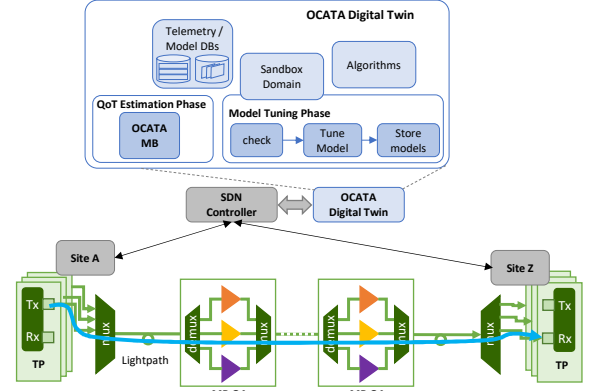 OCATA Digital Twin
Telemetry /
Model DBs
Sandbox
Domain
Algorithms
QoT Estimation Phase
OCATA
MB
Model Tuning Phase
check
Tune
Model
Store
models
SDN
Controller
OCATA
Digital Twin
Site A
Site Z
Tx
Rx
TP
mux
Lightpath
demux
mux
demux
mux
mux
Tx
Rx
TP